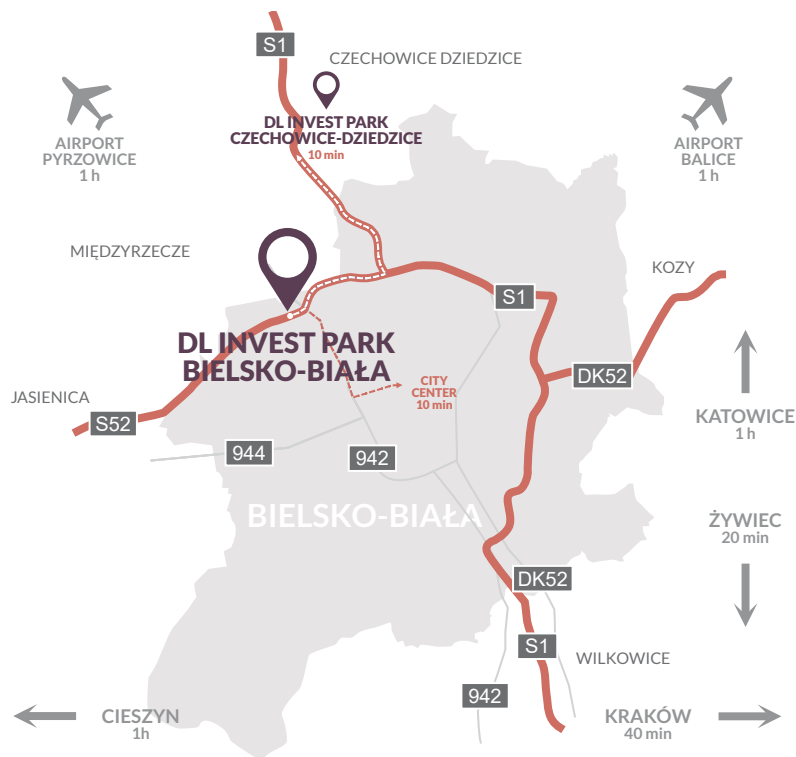 S1
CZECHOWICE DZIEDZICE
DL INVEST PARK
CZECHOWICE-DZIEDZICE
10 min
AIRPORT
PYRZOWICE
1 h
AIRPORT
BALICE
1 h
MIĘDZYRZECZE
KOZY
S1
DL INVEST PARK
BIELSKO-BIAŁA
CITY
CENTER
10 min
DK52
JASIENICA
S52
KATOWICE
1 h
944
942
BIELSKO-BIAŁA
ŻYWIEC
20 min
DK52
S1
WILKOWICE
942
CIESZYN
1h
KRAKÓW
40 min